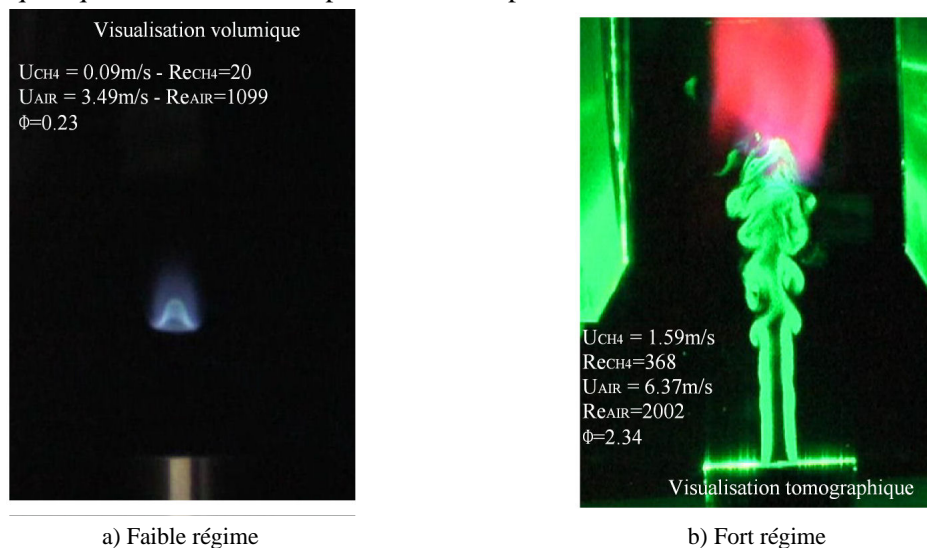 Visualisation volumique
UCH4 = 0.09m/s - ReCH4=20
UAIR = 3.49m/s - ReAIR=1099
Φ=0.23
UCH4 = 1.59m/s
ReCH4=368
UAIR = 6.37m/s
ReAIR=2002
Φ=2.34
Visualisation tomographique
a) Faible régime
b) Fort régime